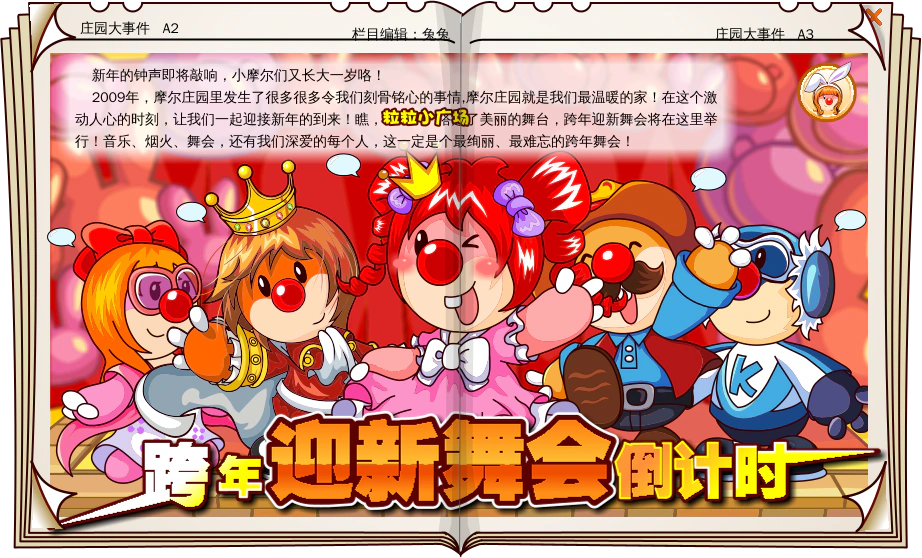 庄园大事件 A2
栏目编辑：兔兔
庄园大事件 A3
新年的钟声即将敲响，小摩尔们又长大一岁咯！
2009年，摩尔庄园里发生了很多很多令我们刻骨铭心的事情,摩尔庄园就是我们最温暖的家！在这个激
动人心的时刻，让我们一起迎接新年的到来！瞧，粒粒小广场了美丽的舞台，跨年迎新舞会将在这里举
行！音乐、烟火、舞会，还有我们深爱的每个人，这一定是个最绚丽、最难忘的跨年舞会！
K
跨年迎新舞会倒计时